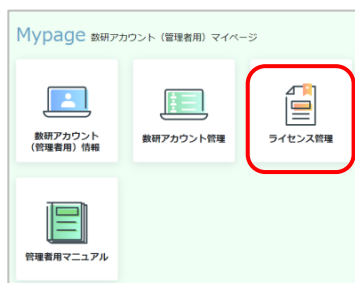 Mypage 数研アカウント（管理者用）マイページ
数研アカウント
（管理者用）情報
数研アカウント管理
ライセンス管理
管理者用マニュアル